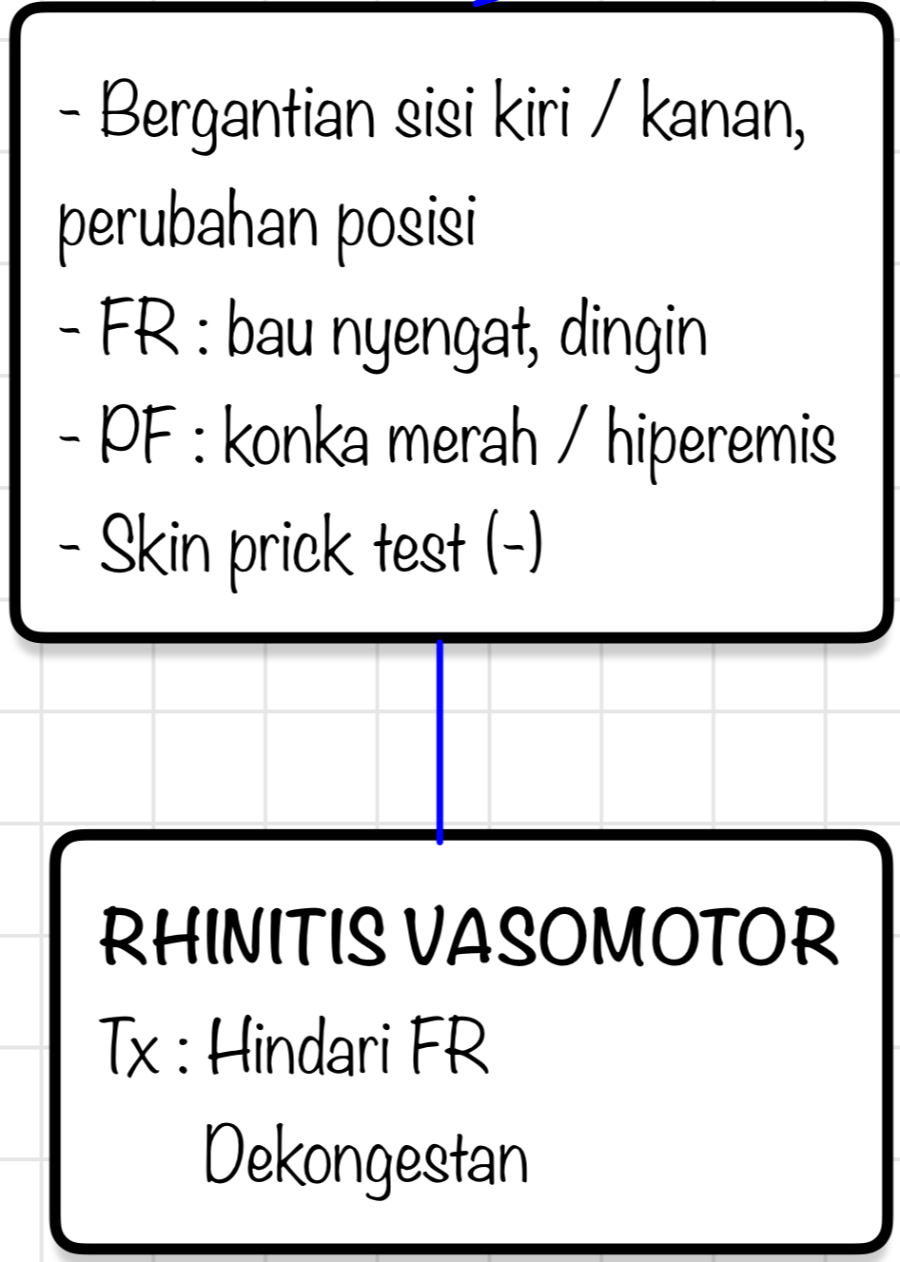 - Bergantian sisi kiri / kanan,
perubahan posisi
- FR : bau nyengat, dingin
- PF : konka merah / hiperemis
- Skin prick test (-)
RHINITIS VASOMOTOR
Tx : Hindari FR
Dekongestan